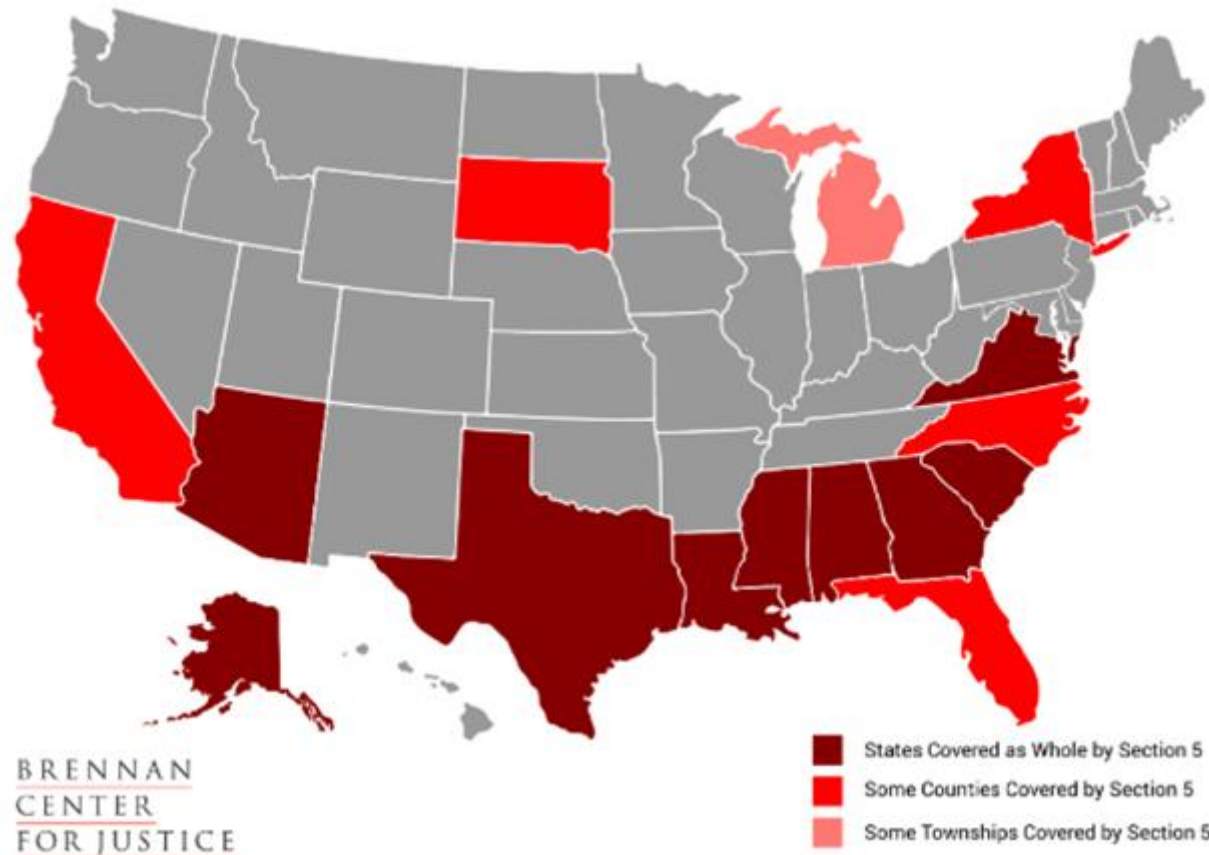 BRENNAN
CENTER
FOR JUSTICE
States Covered as Whole by Section 5
Some Counties Covered by Section 5
Some Townships Covered by Section 5